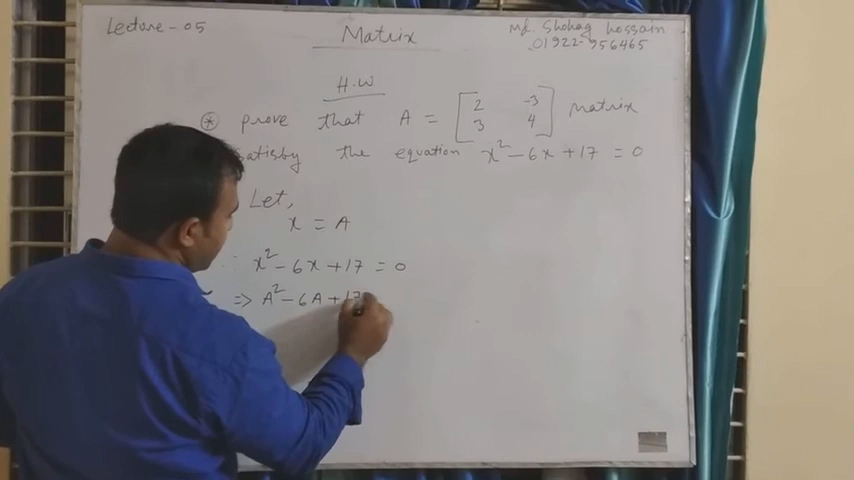 Lecture - 05
Matrix
Md. Shohag Hossain
01922-956465
H.W
* prove that A = [2 -3
3 4] Matrix
satisby the equation x² - 6x + 17 = 0
Let,
x = A
∴ x² - 6x + 17 = 0
=> A² - 6A + 17